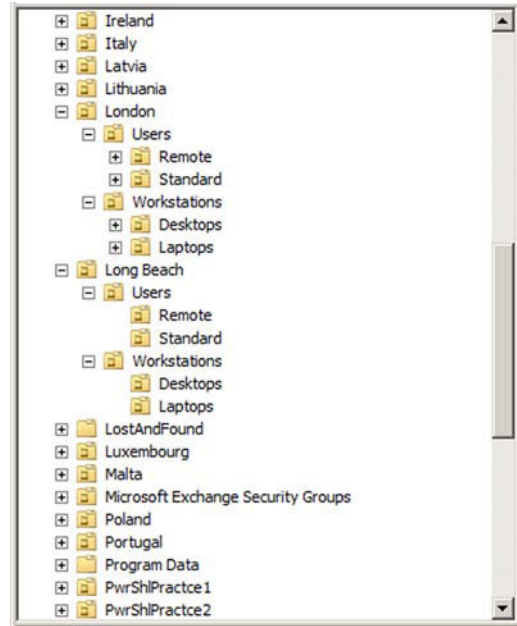 Ireland
Italy
Latvia
Lithuania
London
Users
Remote
Standard
Workstations
Desktops
Laptops
Long Beach
Users
Remote
Standard
Workstations
Desktops
Laptops
LostAndFound
Luxembourg
Malta
Microsoft Exchange Security Groups
Poland
Portugal
Program Data
PwrShlPractce1
PwrShlPractce2